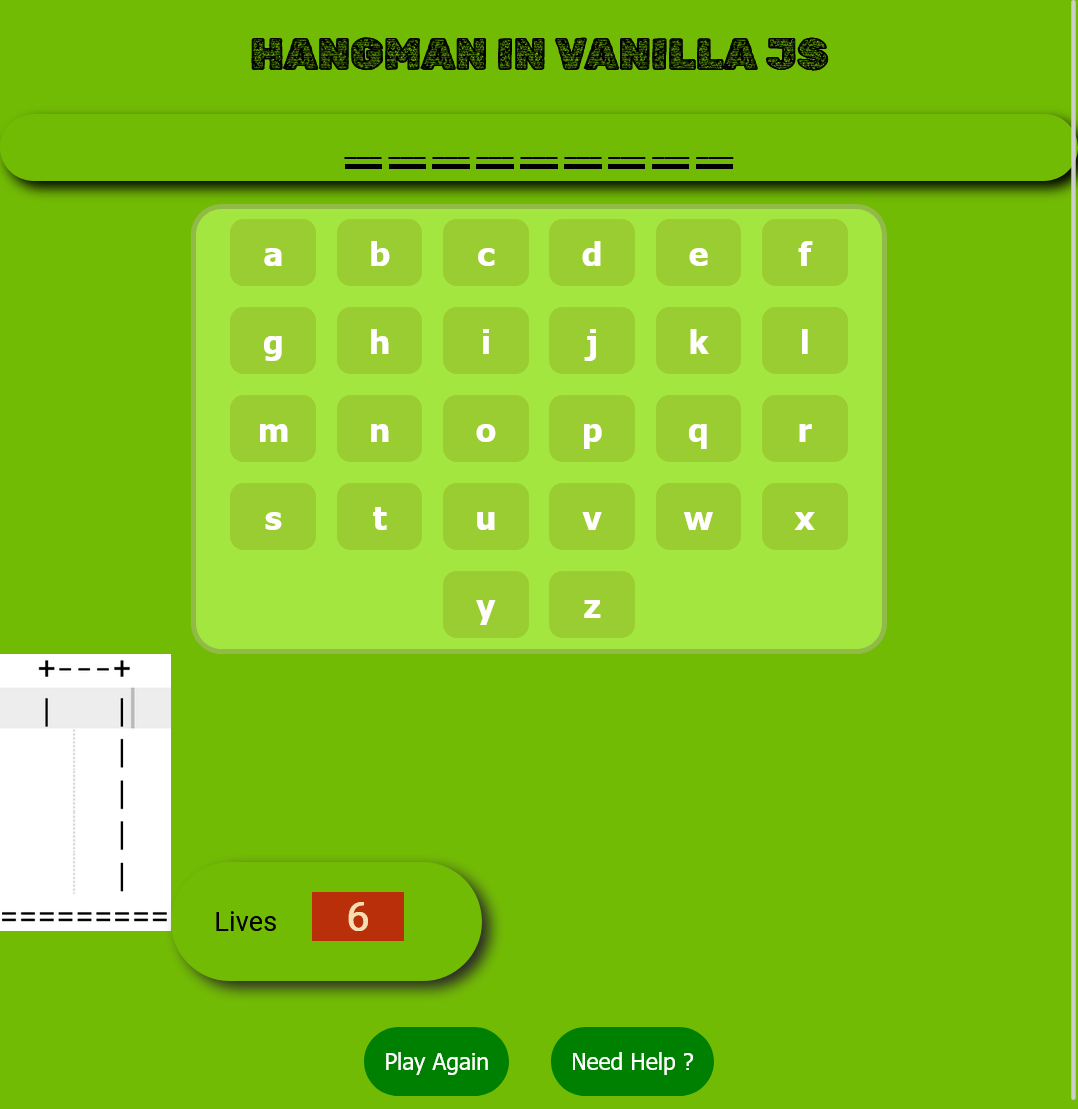 HANGMAN IN VANILLA JS
_ _ _ _ _ _ _ _ _
a b c d e f
g h i j k l
m n o p q r
s t u v w x
y z
+---+
| |
|
|
|
|
=========
Lives 6
Play Again Need Help ?